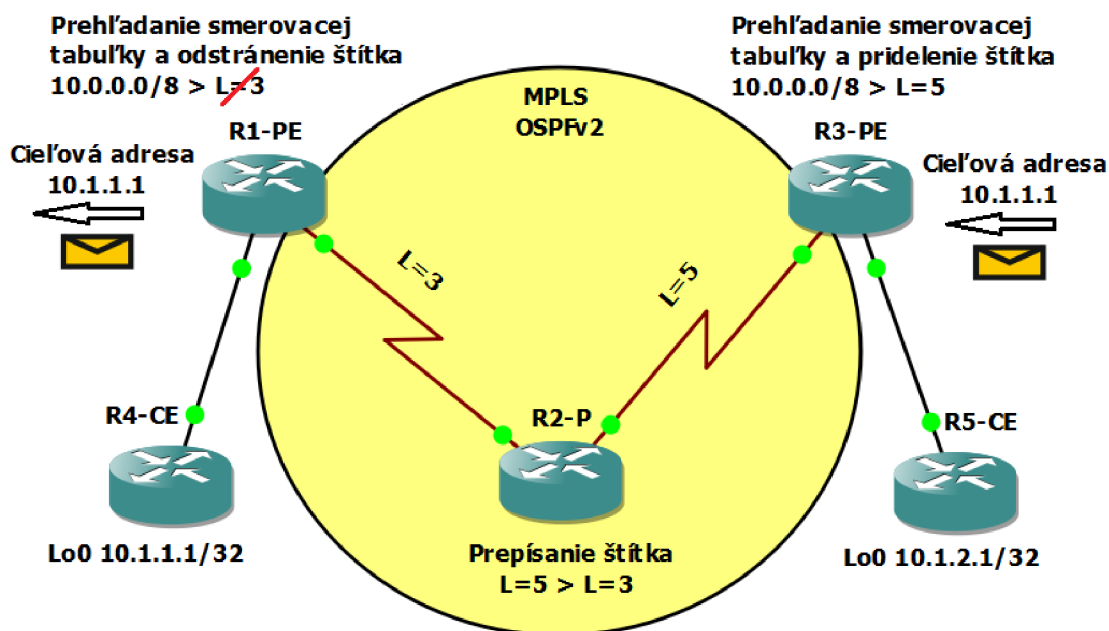 Prehľadanie smerovacej
tabuľky a odstránenie štítka
10.0.0.0/8 > L=3
R1-PE
Cieľová adresa
10.1.1.1
MPLS
OSPFv2
Prehľadanie smerovacej
tabuľky a pridelenie štítka
10.0.0.0/8 > L=5
R3-PE
Cieľová adresa
10.1.1.1
L=3
L=5
R4-CE
R2-P
R5-CE
Lo0 10.1.1.1/32
Prepísanie štítka
L=5 > L=3
Lo0 10.1.2.1/32